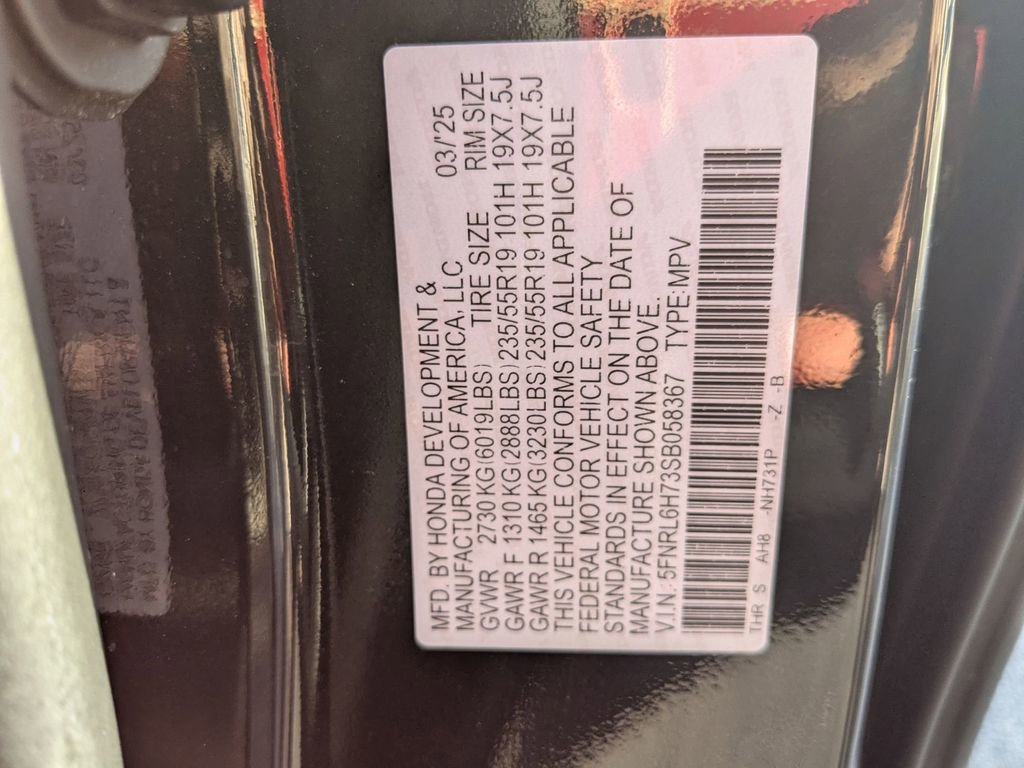 MFD. BY HONDA DEVELOPMENT &
MANUFACTURING OF AMERICA, LLC 03/'25
GVWR 2730 KG(6019LBS) TIRE SIZE RIM SIZE
GAWR F 1310 KG(2888LBS) 235/55R19 101H 19X7.5J
GAWR R 1465 KG(3230LBS) 235/55R19 101H 19X7.5J
THIS VEHICLE CONFORMS TO ALL APPLICABLE
FEDERAL MOTOR VEHICLE SAFETY
STANDARDS IN EFFECT ON THE DATE OF
MANUFACTURE SHOWN ABOVE.
V.I.N.: 5FNRL6H73SB058367 TYPE:MPV
THR S AH8 -NH731P -Z -B